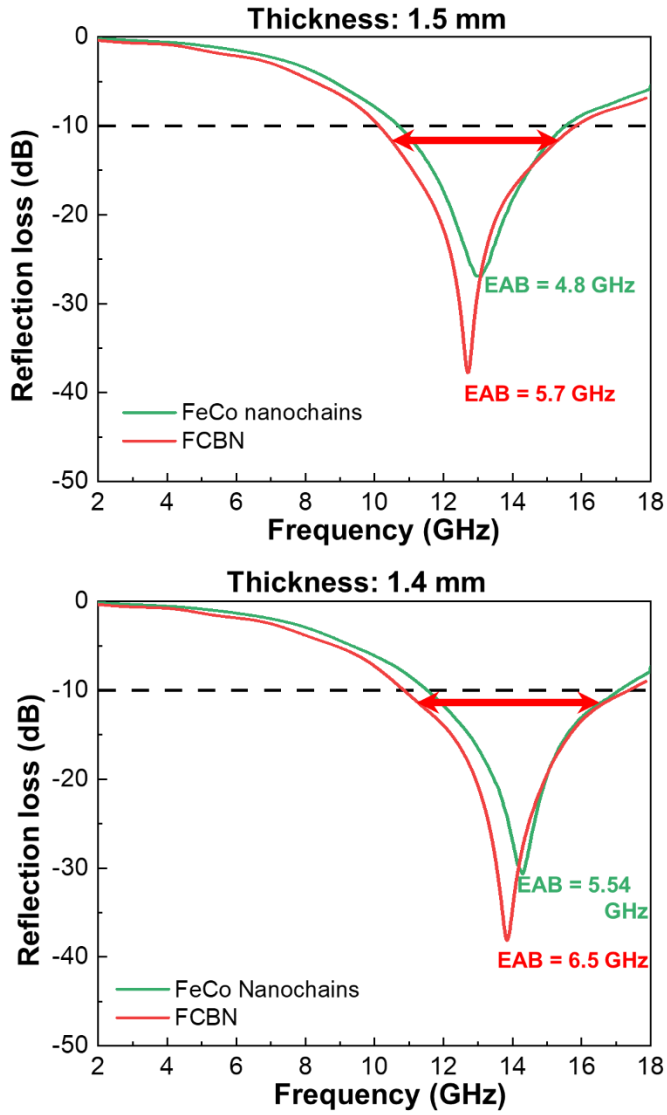 Thickness: 1.5 mm
0
-10
-20
-30
-40
-50
Reflection loss (dB)
EAB = 4.8 GHz
EAB = 5.7 GHz
FeCo nanochains
FCBN
2 4 6 8 10 12 14 16 18
Frequency (GHz)
Thickness: 1.4 mm
0
-10
-20
-30
-40
-50
Reflection loss (dB)
EAB = 5.54
GHz
EAB = 6.5 GHz
FeCo Nanochains
FCBN
2 4 6 8 10 12 14 16 18
Frequency (GHz)